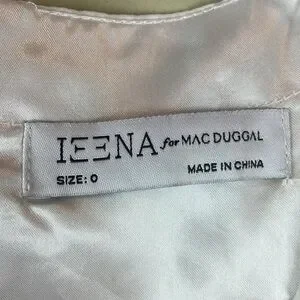 IEENA for MAC DUGGAL
SIZE: 0
MADE IN CHINA